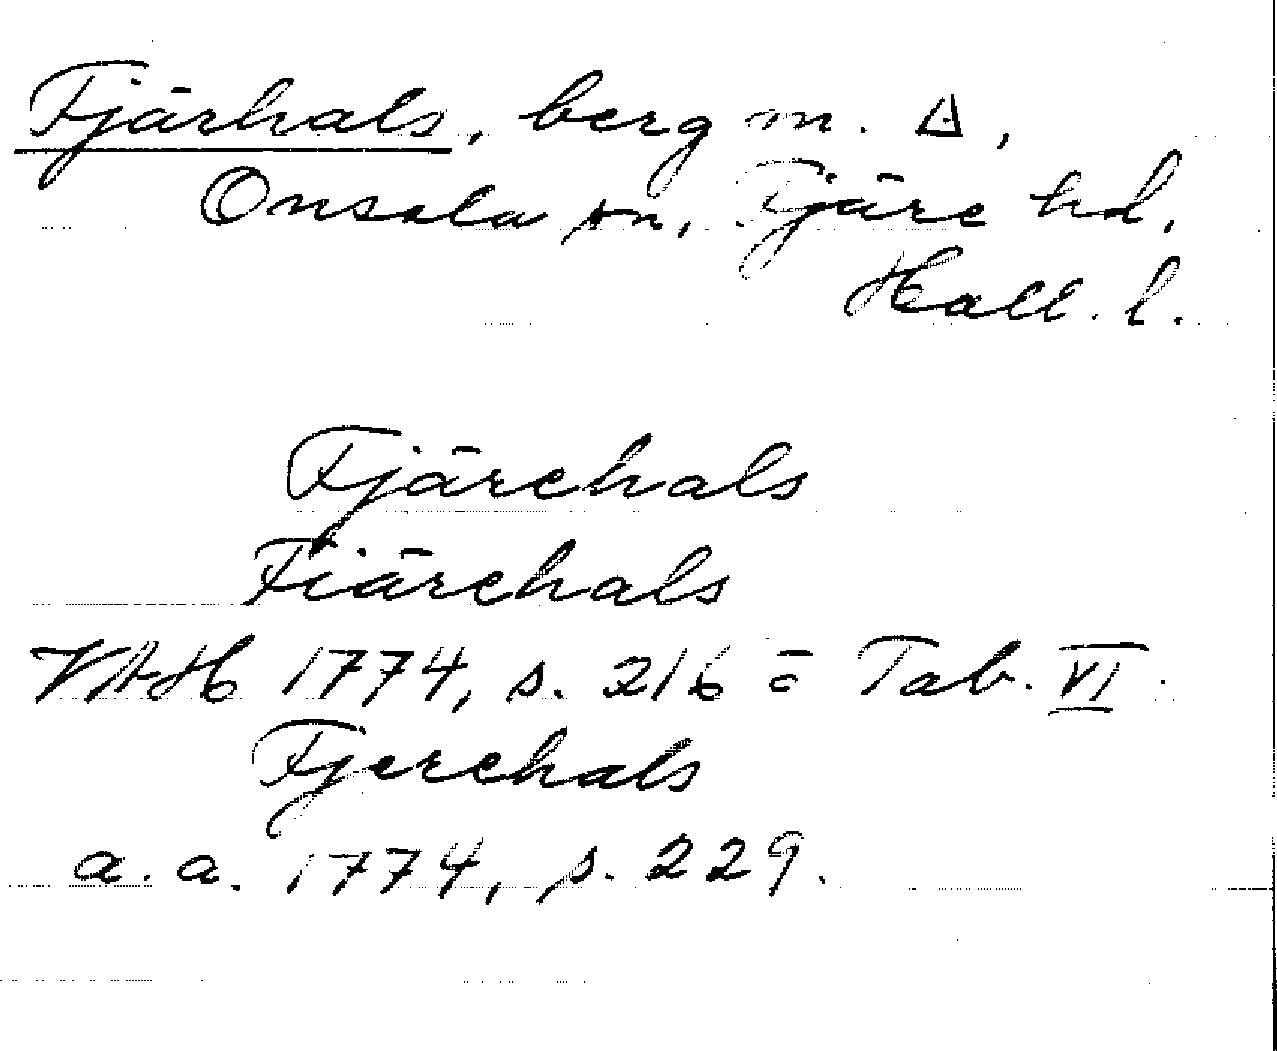 Fjärhals, berg m. △,
Onsala sn, Fjäre hd,
Hall. l.
Fjärehals
Fiärehals
VAH 1774, s. 216 = Tab. VI.
Fjerehals
a. a. 1774, s. 229.